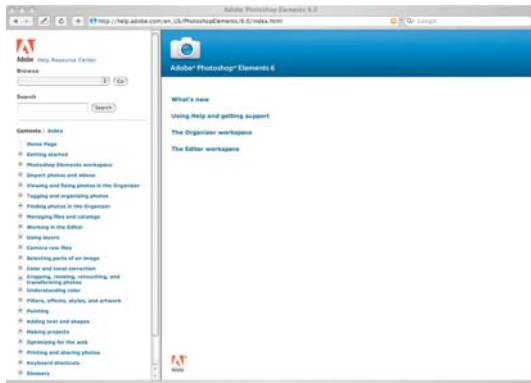 Adobe Photoshop Elements 6.0
http://help.adobe.com/en_US/PhotoshopElements/6.0/index.html
Google
Adobe Help Resource Center
Browse
Go
Search
Search
Contents | Index
Home Page
Getting started
Photoshop Elements workspace
Import photos and videos
Viewing and fixing photos in the Organizer
Tagging and organizing photos
Finding photos in the Organizer
Managing files and catalogs
Working in the Editor
Using layers
Camera raw files
Selecting parts of an image
Color and tonal correction
Cropping, resizing, retouching, and
transforming photos
Understanding color
Filters, effects, styles, and artwork
Painting
Adding text and shapes
Making projects
Optimizing for the web
Printing and sharing photos
Keyboard shortcuts
Glossary
Adobe® Photoshop® Elements 6
What's new
Using Help and getting support
The Organizer workspace
The Editor workspace
Adobe